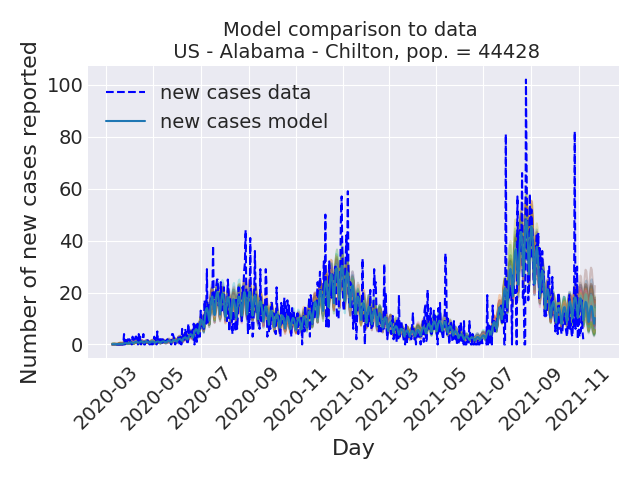 Model comparison to data
US - Alabama - Chilton, pop. = 44428
Number of new cases reported
100
80
60
40
20
0
new cases data
new cases model
2020-03
2020-05
2020-07
2020-09
2020-11
2021-01
2021-03
2021-05
2021-07
2021-09
2021-11
Day